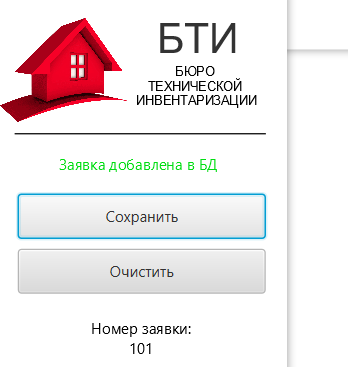 БТИ
БЮРО
ТЕХНИЧЕСКОЙ
ИНВЕНТАРИЗАЦИИ
Заявка добавлена в БД
Сохранить
Очистить
Номер заявки:
101